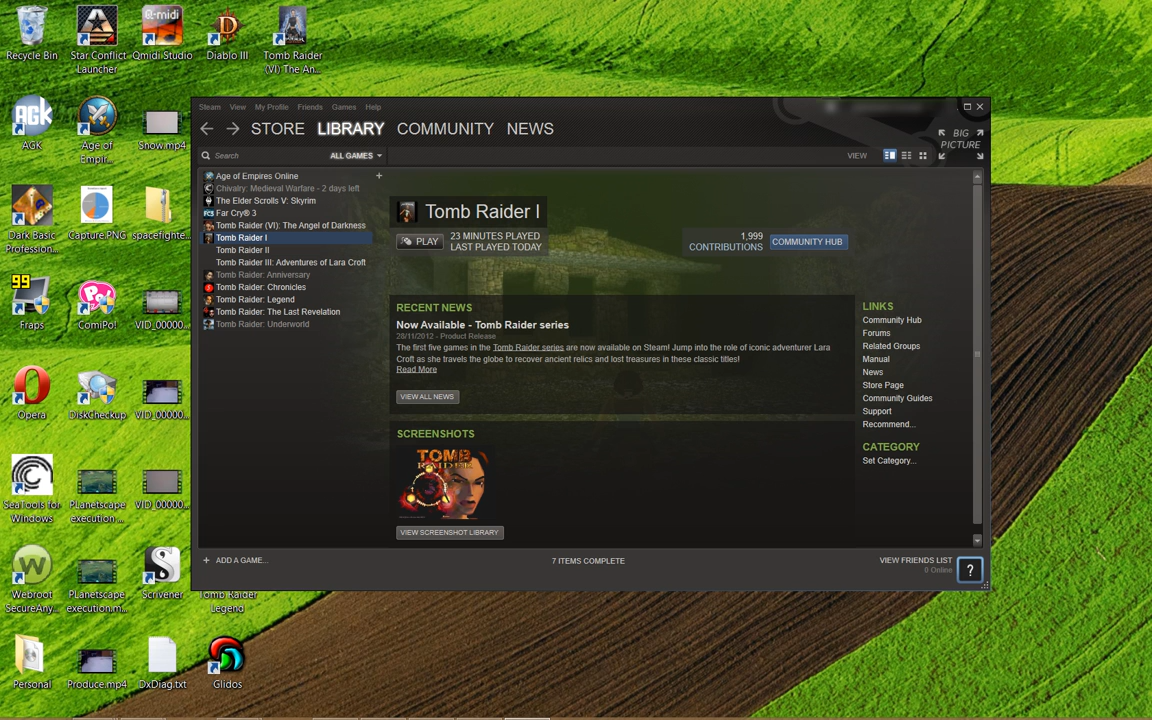 Recycle Bin
Star Conflict
Launcher
Qmidi Studio
Diablo III
Tomb Raider
(VI) The An...
AGK
Age of
Empir...
Show.mp4
Dark Basic
Profession...
Capture.PNG
spacefighte...
99
Fraps
ComiPo!
VID_00000...
Opera
DiskCheckup
VID_00000...
SeaTools for
Windows
PLanetscape
execution...
VID_00000...
Webroot
SecureAny...
PLanetscape
execution.m...
Scrivener
Tomb Raider
Legend
Personal
Produce.mp4
DxDiag.txt
Glidos
Steam View My Profile Friends Games Help
STORE LIBRARY COMMUNITY NEWS
BIG
PICTURE
Search ALL GAMES VIEW
Age of Empires Online
Chivalry: Medieval Warfare - 2 days left
The Elder Scrolls V: Skyrim
FC3 Far Cry® 3
Tomb Raider (VI): The Angel of Darkness
Tomb Raider I
Tomb Raider II
Tomb Raider III: Adventures of Lara Croft
Tomb Raider: Anniversary
Tomb Raider: Chronicles
Tomb Raider: Legend
Tomb Raider: The Last Revelation
Tomb Raider: Underworld
Tomb Raider I
PLAY
23 MINUTES PLAYED
LAST PLAYED TODAY
1,999
CONTRIBUTIONS
COMMUNITY HUB
RECENT NEWS
Now Available - Tomb Raider series
28/11/2012 - Product Release
The first five games in the Tomb Raider series are now available on Steam! Jump into the role of iconic adventurer Lara
Croft as she travels the globe to recover ancient relics and lost treasures in these classic titles!
Read More
VIEW ALL NEWS
SCREENSHOTS
TOMB
RAIDER
VIEW SCREENSHOT LIBRARY
LINKS
Community Hub
Forums
Related Groups
Manual
News
Store Page
Community Guides
Support
Recommend...
CATEGORY
Set Category...
+ ADD A GAME...
7 ITEMS COMPLETE
VIEW FRIENDS LIST
0 Online
?